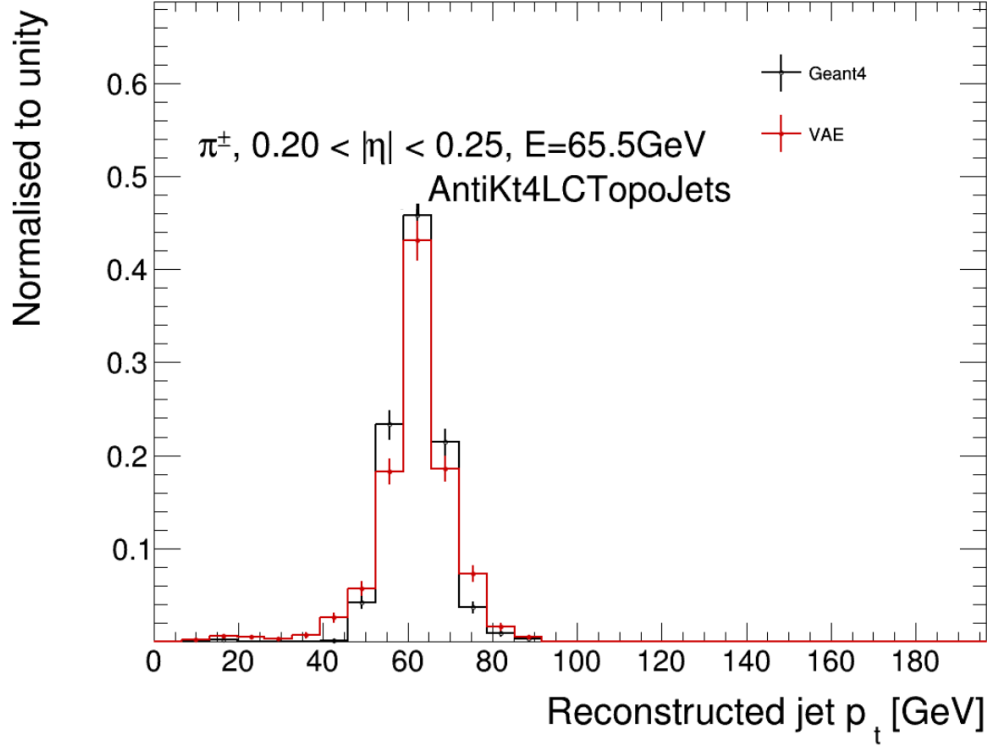 Normalised to unity
0.6
0.5
0.4
0.3
0.2
0.1
π±, 0.20 < |η| < 0.25, E=65.5GeV
AntiKt4LCTopoJets
Geant4
VAE
0 20 40 60 80 100 120 140 160 180
Reconstructed jet p_t [GeV]